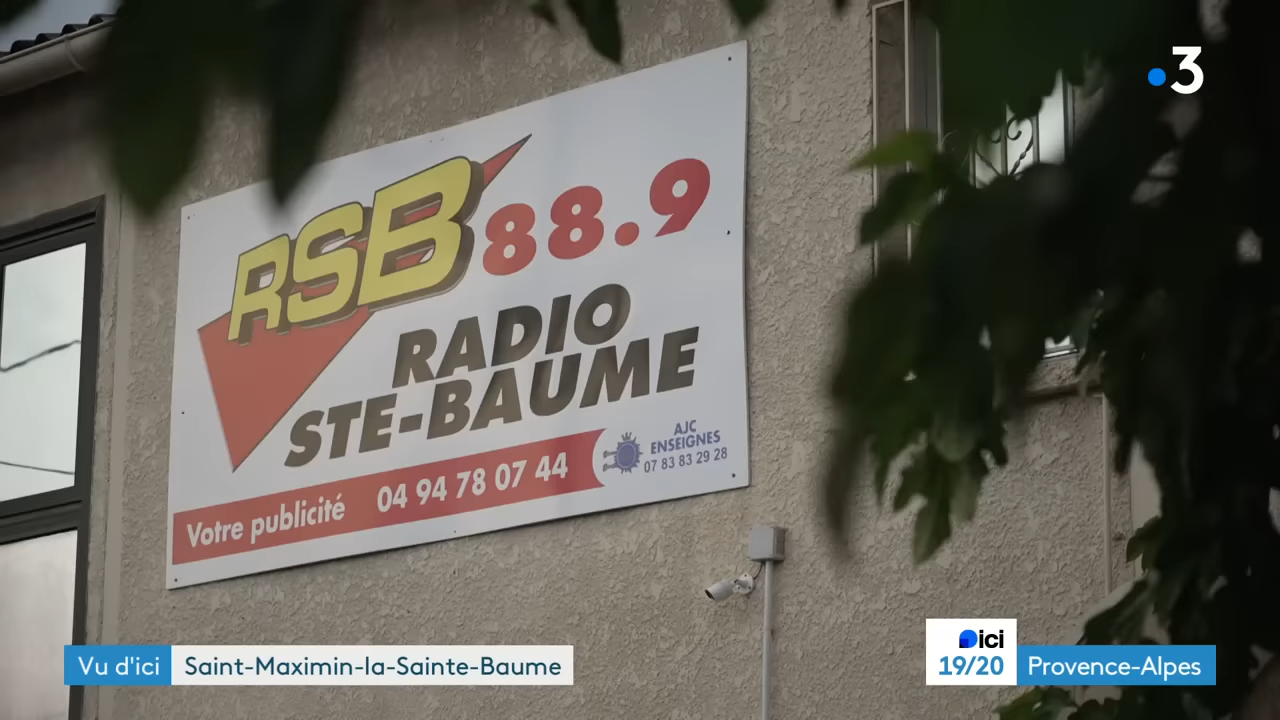 3
RSB 88.9
RADIO
STE-BAUME
Votre publicité 04 94 78 07 44
AJC
ENSEIGNES
07 83 83 29 28
Vu d'ici Saint-Maximin-la-Sainte-Baume
ici
19/20 Provence-Alpes